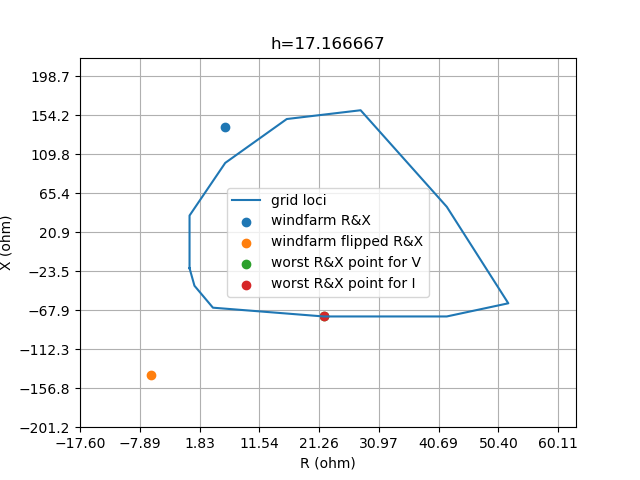 h=17.166667
198.7
154.2
109.8
65.4
20.9
−23.5
−67.9
−112.3
−156.8
−201.2
X (ohm)
grid loci
windfarm R&X
windfarm flipped R&X
worst R&X point for V
worst R&X point for I
−17.60 −7.89 1.83 11.54 21.26 30.97 40.69 50.40 60.11
R (ohm)